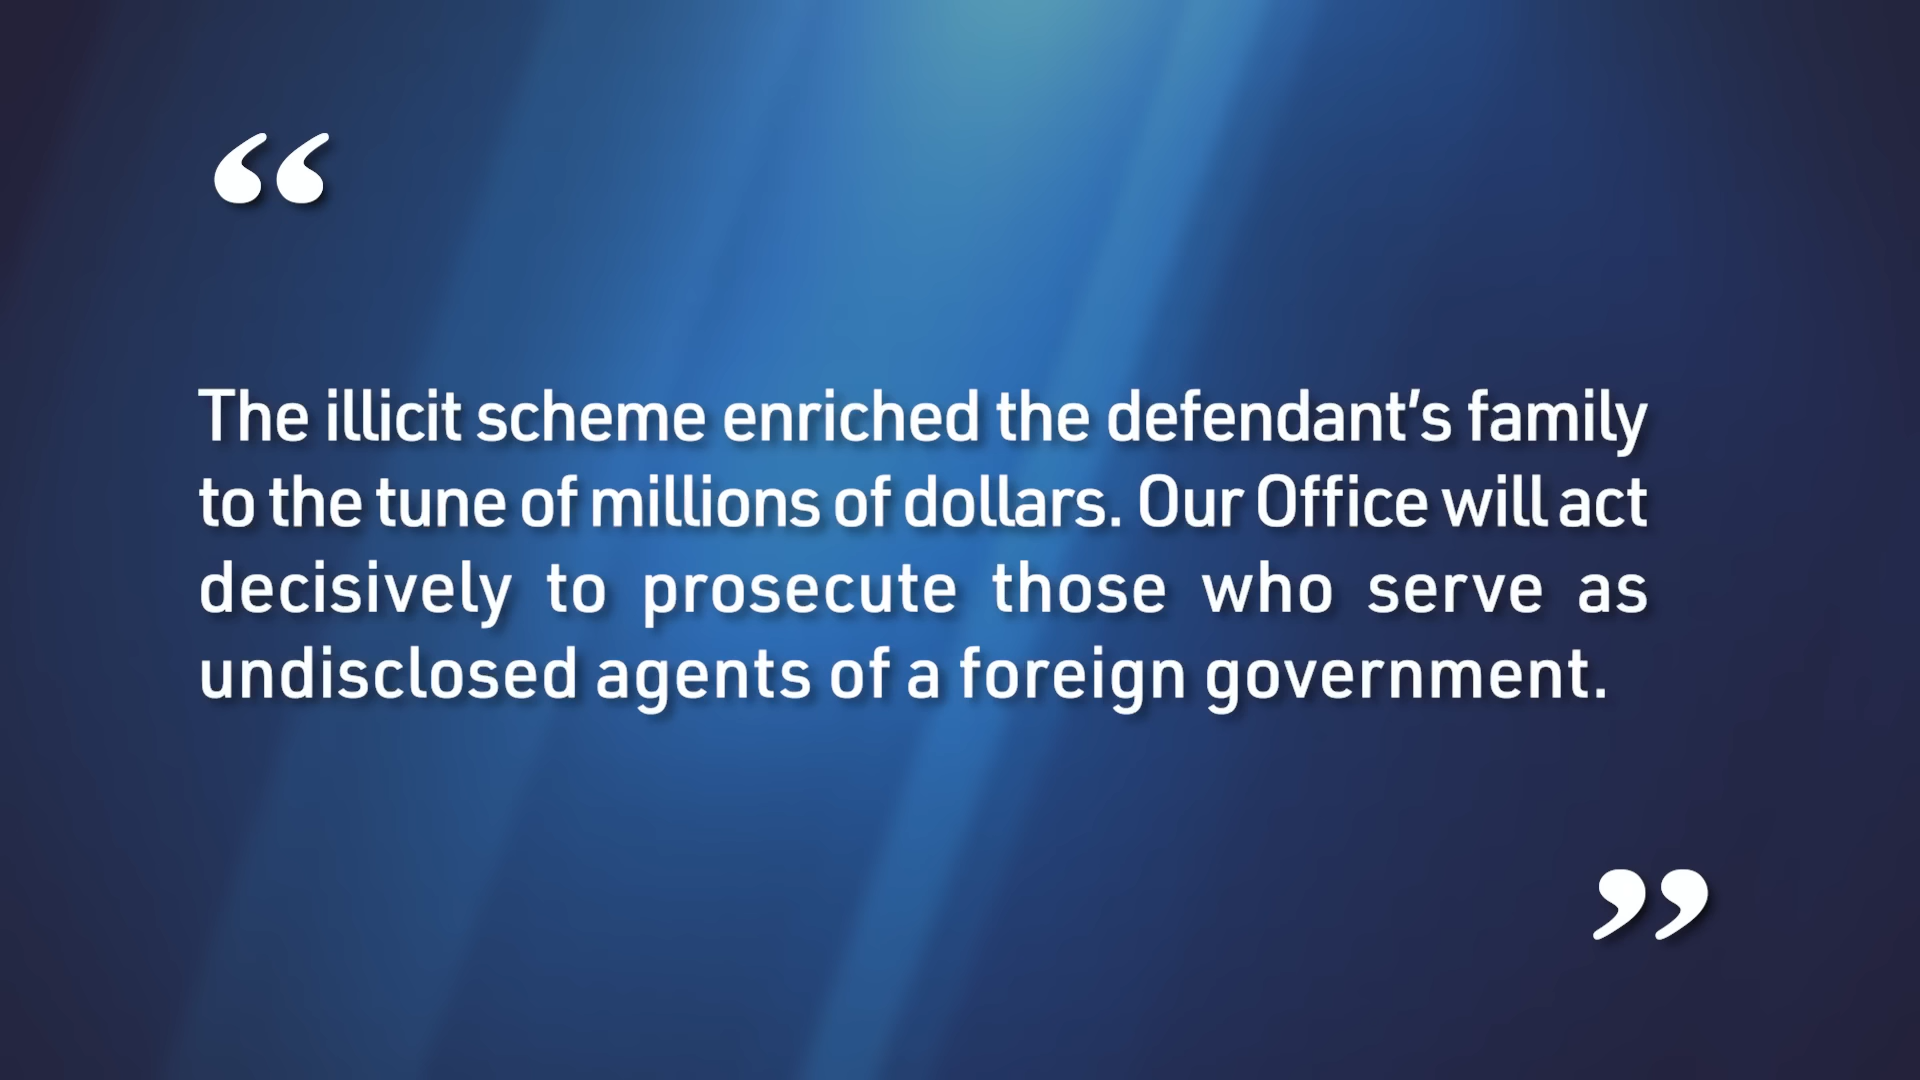 “
The illicit scheme enriched the defendant’s family
to the tune of millions of dollars. Our Office will act
decisively to prosecute those who serve as
undisclosed agents of a foreign government.
”